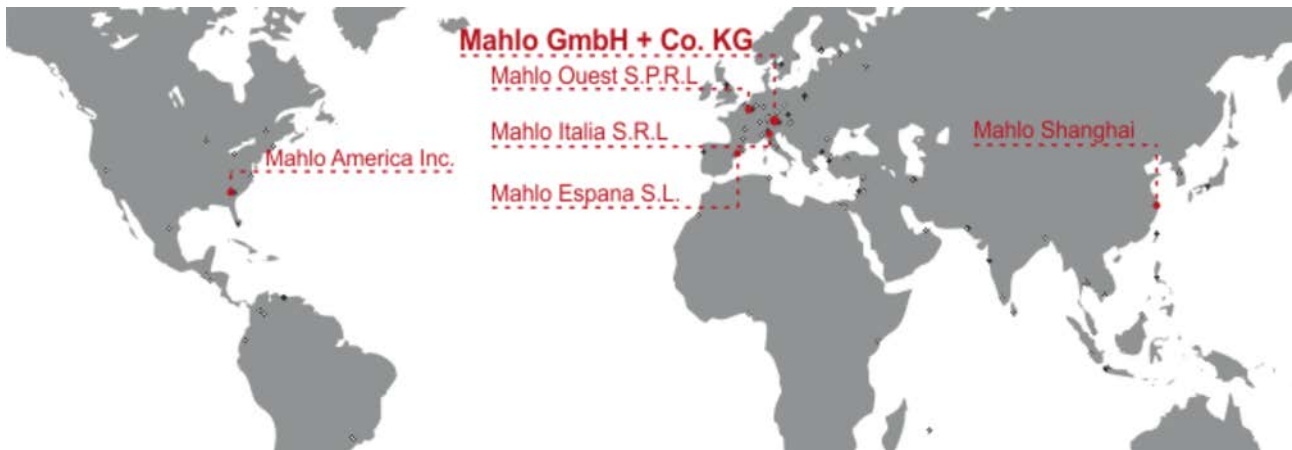 Mahlo GmbH + Co. KG
Mahlo Ouest S.P.R.L
Mahlo Italia S.R.L
Mahlo Shanghai
Mahlo America Inc.
Mahlo Espana S.L.